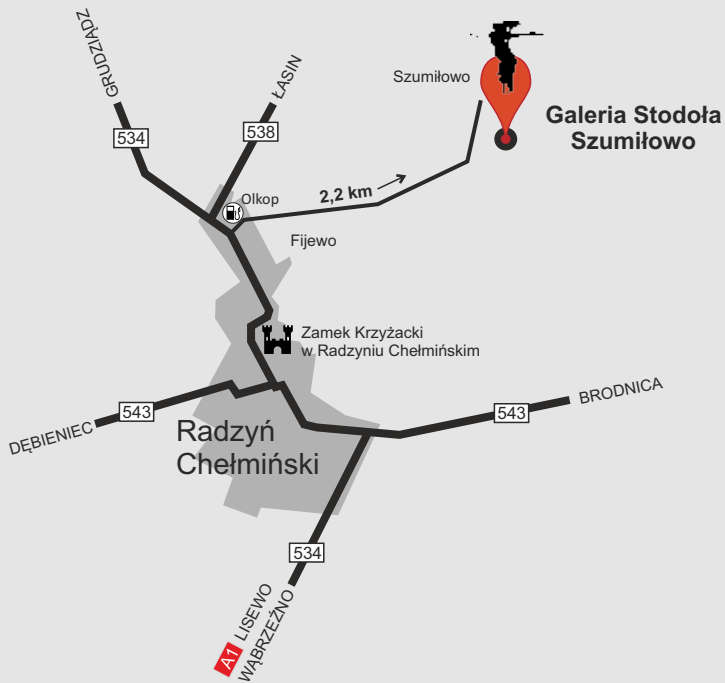 GRUDZIĄDZ
534
ŁASIN
538
Szumiłowo
Galeria Stodoła
Szumiłowo
Olkop
2,2 km
Fijewo
Zamek Krzyżacki
w Radzyniu Chełmińskim
DĘBIENIEC
543
543
BRODNICA
Radzyń
Chełmiński
534
A1 LISEWO
WĄBRZEŹNO